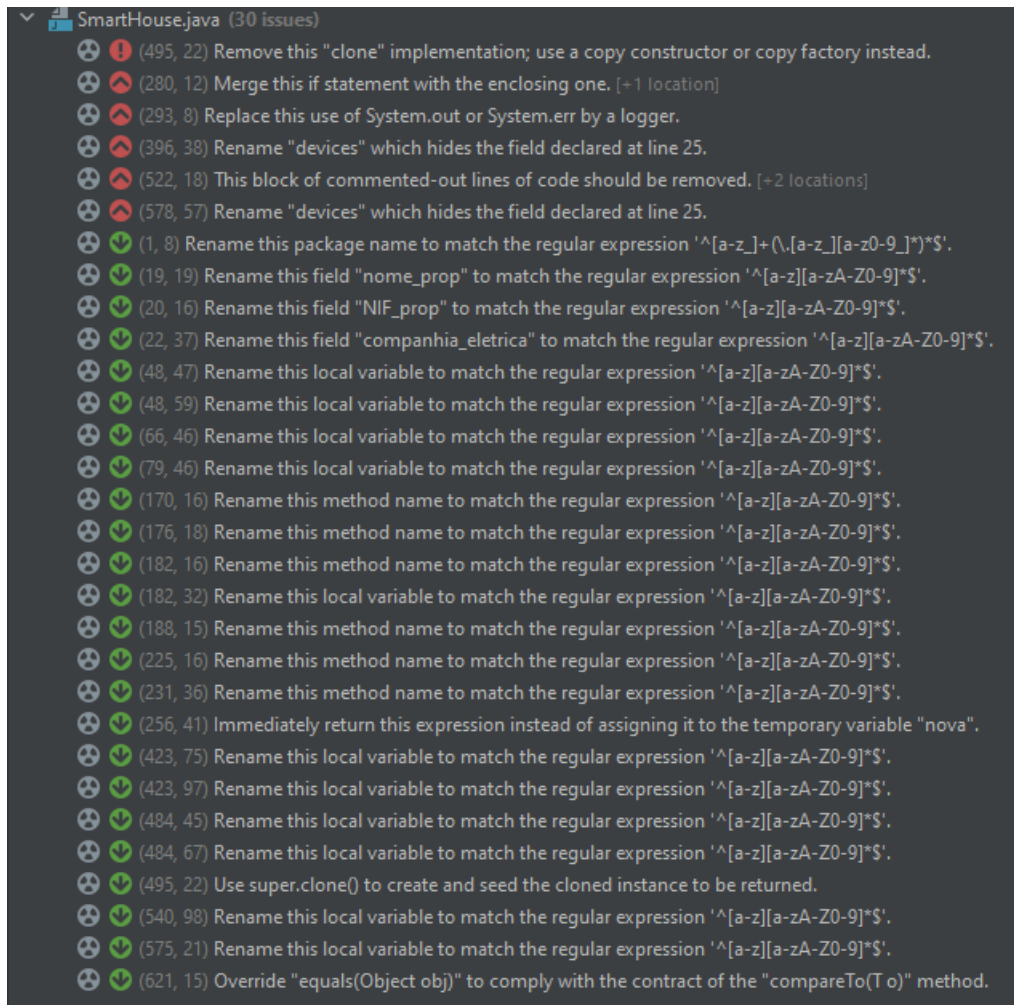 SmartHouse.java (30 issues)
(495, 22) Remove this "clone" implementation; use a copy constructor or copy factory instead.
(280, 12) Merge this if statement with the enclosing one. [+1 location]
(293, 8) Replace this use of System.out or System.err by a logger.
(396, 38) Rename "devices" which hides the field declared at line 25.
(522, 18) This block of commented-out lines of code should be removed. [+2 locations]
(578, 57) Rename "devices" which hides the field declared at line 25.
(1, 8) Rename this package name to match the regular expression '^[a-z_]+(\.[a-z_][a-z0-9_]*)*$'.
(19, 19) Rename this field "nome_prop" to match the regular expression '^[a-z][a-zA-Z0-9]*$'.
(20, 16) Rename this field "NIF_prop" to match the regular expression '^[a-z][a-zA-Z0-9]*$'.
(22, 37) Rename this field "companhia_eletrica" to match the regular expression '^[a-z][a-zA-Z0-9]*$'.
(48, 47) Rename this local variable to match the regular expression '^[a-z][a-zA-Z0-9]*$'.
(48, 59) Rename this local variable to match the regular expression '^[a-z][a-zA-Z0-9]*$'.
(66, 46) Rename this local variable to match the regular expression '^[a-z][a-zA-Z0-9]*$'.
(79, 46) Rename this local variable to match the regular expression '^[a-z][a-zA-Z0-9]*$'.
(170, 16) Rename this method name to match the regular expression '^[a-z][a-zA-Z0-9]*$'.
(176, 18) Rename this method name to match the regular expression '^[a-z][a-zA-Z0-9]*$'.
(182, 16) Rename this method name to match the regular expression '^[a-z][a-zA-Z0-9]*$'.
(182, 32) Rename this local variable to match the regular expression '^[a-z][a-zA-Z0-9]*$'.
(188, 15) Rename this method name to match the regular expression '^[a-z][a-zA-Z0-9]*$'.
(225, 16) Rename this method name to match the regular expression '^[a-z][a-zA-Z0-9]*$'.
(231, 36) Rename this method name to match the regular expression '^[a-z][a-zA-Z0-9]*$'.
(256, 41) Immediately return this expression instead of assigning it to the temporary variable "nova".
(423, 75) Rename this local variable to match the regular expression '^[a-z][a-zA-Z0-9]*$'.
(423, 97) Rename this local variable to match the regular expression '^[a-z][a-zA-Z0-9]*$'.
(484, 45) Rename this local variable to match the regular expression '^[a-z][a-zA-Z0-9]*$'.
(484, 67) Rename this local variable to match the regular expression '^[a-z][a-zA-Z0-9]*$'.
(495, 22) Use super.clone() to create and seed the cloned instance to be returned.
(540, 98) Rename this local variable to match the regular expression '^[a-z][a-zA-Z0-9]*$'.
(575, 21) Rename this local variable to match the regular expression '^[a-z][a-zA-Z0-9]*$'.
(621, 15) Override "equals(Object obj)" to comply with the contract of the "compareTo(T o)" method.